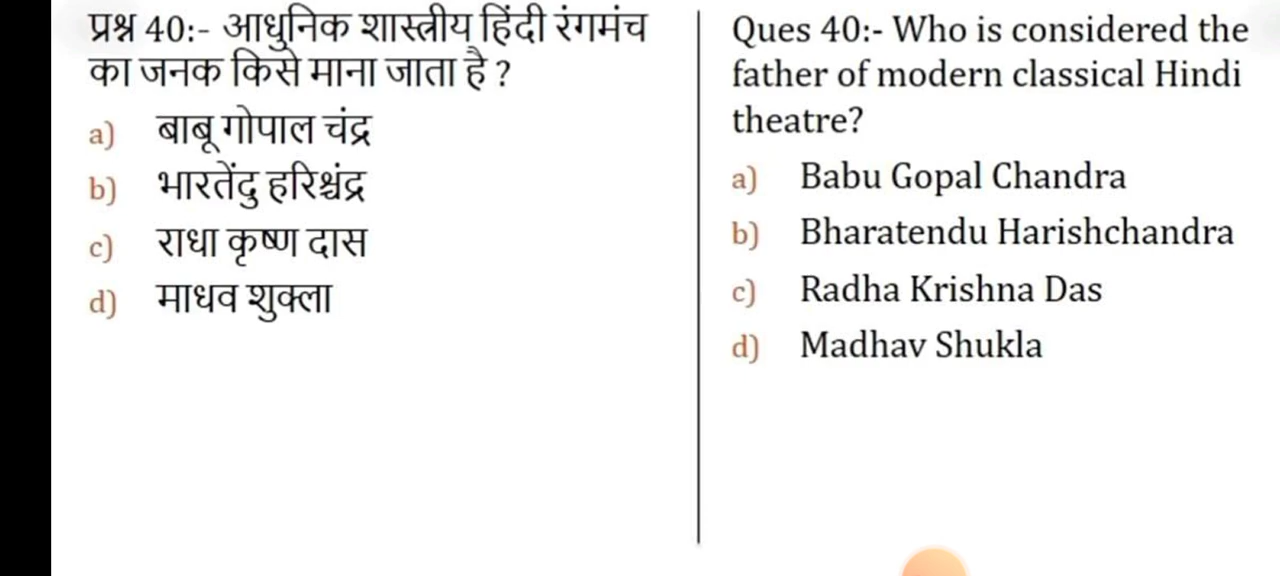 प्रश्न 40:- आधुनिक शास्त्रीय हिंदी रंगमंच
का जनक किसे माना जाता है ?
a) बाबू गोपाल चंद्र
b) भारतेंदु हरिश्चंद्र
c) राधा कृष्ण दास
d) माधव शुक्ला
Ques 40:- Who is considered the
father of modern classical Hindi
theatre?
a) Babu Gopal Chandra
b) Bharatendu Harishchandra
c) Radha Krishna Das
d) Madhav Shukla